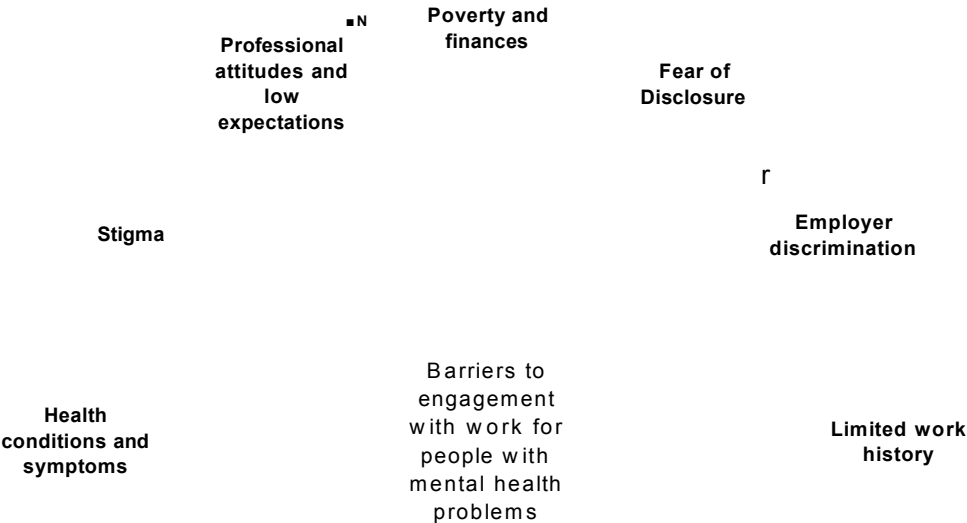 ■N
Professional
attitudes and
low
expectations
Poverty and
finances
Fear of
Disclosure
r
Stigma
Employer
discrimination
Health
conditions and
symptoms
Barriers to
engagement
with work for
people with
mental health
problems
Limited work
history